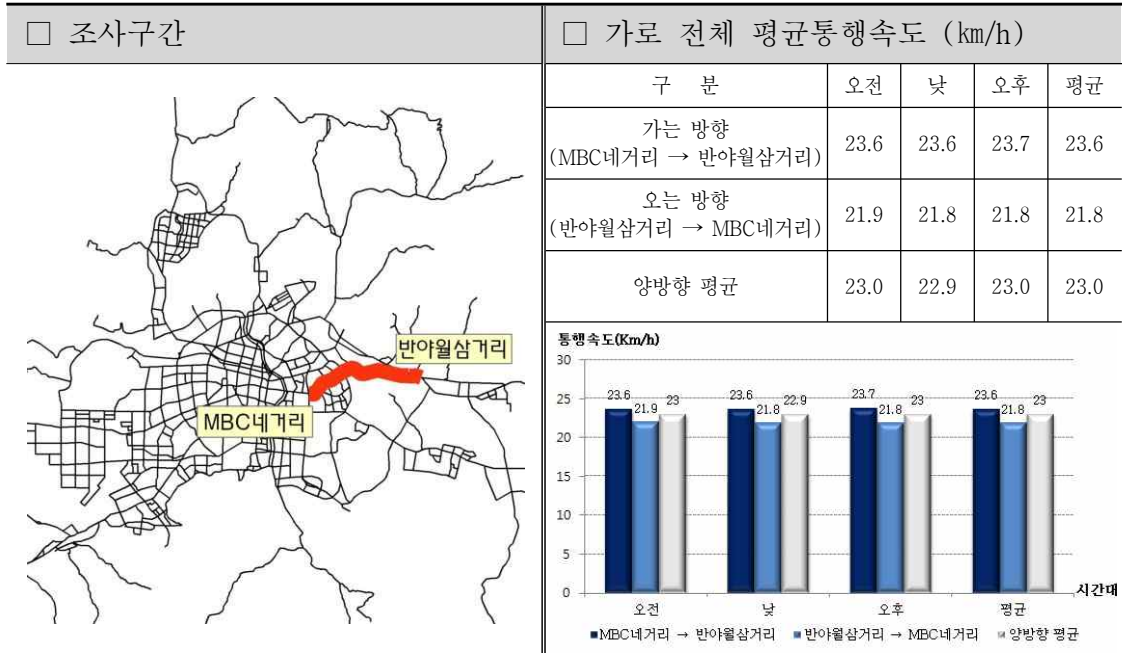 □ 조사구간
반야월삼거리
MBC네거리
□ 가로 전체 평균통행속도 (㎞/h)
구 분 오전 낮 오후 평균
가는 방향
(MBC네거리 → 반야월삼거리) 23.6 23.6 23.7 23.6
오는 방향
(반야월삼거리 → MBC네거리) 21.9 21.8 21.8 21.8
양방향 평균 23.0 22.9 23.0 23.0
통행속도(Km/h)
30
25
20
15
10
5
0
23.6 21.9 23 23.6 21.8 22.9 23.7 21.8 23 23.6 21.8 23
시간대
오전 낮 오후 평균
MBC네거리 → 반야월삼거리 반야월삼거리 → MBC네거리 양방향 평균